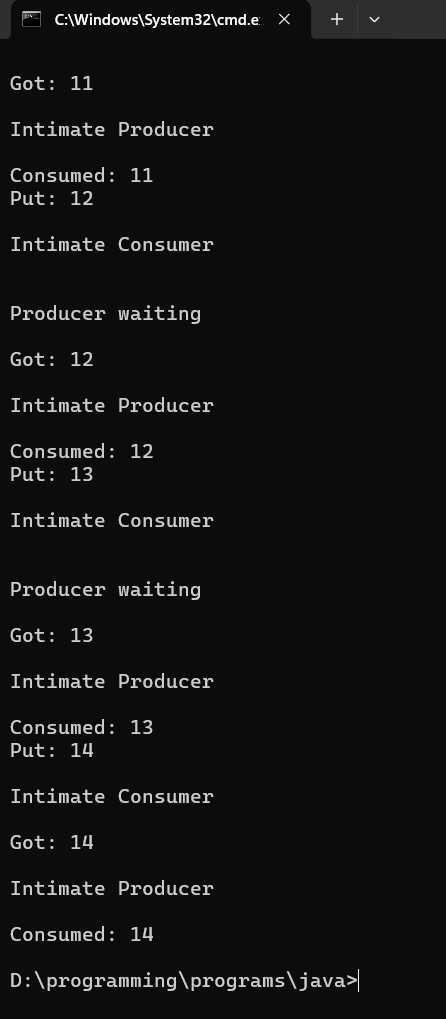 C:\Windows\System32\cmd.e
Got: 11
Intimate Producer
Consumed: 11
Put: 12
Intimate Consumer
Producer waiting
Got: 12
Intimate Producer
Consumed: 12
Put: 13
Intimate Consumer
Producer waiting
Got: 13
Intimate Producer
Consumed: 13
Put: 14
Intimate Consumer
Got: 14
Intimate Producer
Consumed: 14
D:\programming\programs\java>